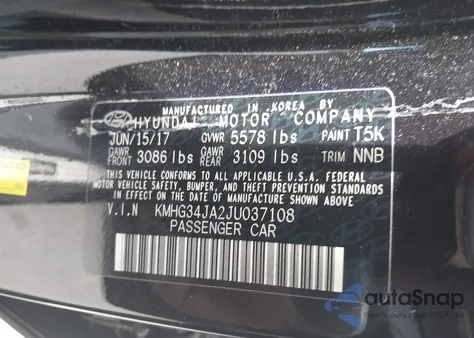 MANUFACTURED IN KOREA BY
HYUNDAI MOTOR COMPANY
JUN/15/17 GVWR 5578 lbs PAINT T5K
GAWR FRONT 3086 lbs GAWR REAR 3109 lbs TRIM NNB
THIS VEHICLE CONFORMS TO ALL APPLICABLE U.S.A. FEDERAL
MOTOR VEHICLE SAFETY, BUMPER, AND THEFT PREVENTION STANDARDS
IN EFFECT ON THE DATE OF MANUFACTURE SHOWN ABOVE.
V.I.N KMHG34JA2JU037108
PASSENGER CAR
autoSnap